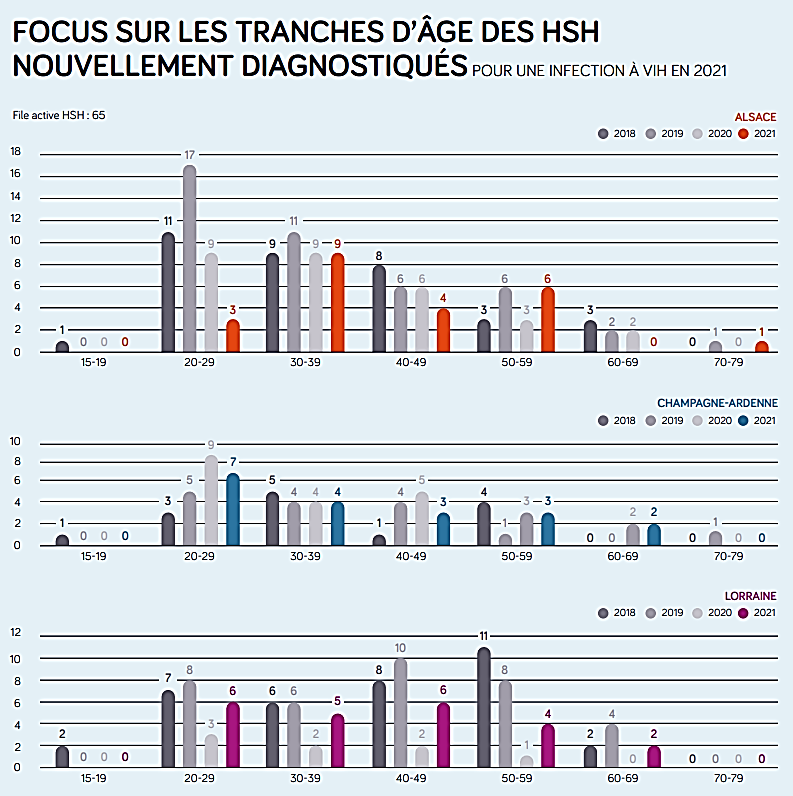 FOCUS SUR LES TRANCHES D'ÂGE DES HSH
NOUVELLEMENT DIAGNOSTIQUÉS POUR UNE INFECTION À VIH EN 2021
File active HSH : 65
ALSACE
2018 2019 2020 2021
18
16
14
12
10
8
6
4
2
0
1 0 0 0
11 17 9 3
9 11 9 9
8 6 6 4
3 6 3 6
3 2 2 0
0 1 0 1
15-19 20-29 30-39 40-49 50-59 60-69 70-79
CHAMPAGNE-ARDENNE
2018 2019 2020 2021
10
8
6
4
2
0
1 0 0 0
3 5 9 7
5 4 4 4
1 4 5 3
4 1 3 3
0 0 2 2
0 1 0 0
15-19 20-29 30-39 40-49 50-59 60-69 70-79
LORRAINE
2018 2019 2020 2021
12
10
8
6
4
2
0
2 0 0 0
7 8 3 6
6 6 2 5
8 10 2 6
11 8 1 4
2 4 0 2
0 0 0 0
15-19 20-29 30-39 40-49 50-59 60-69 70-79